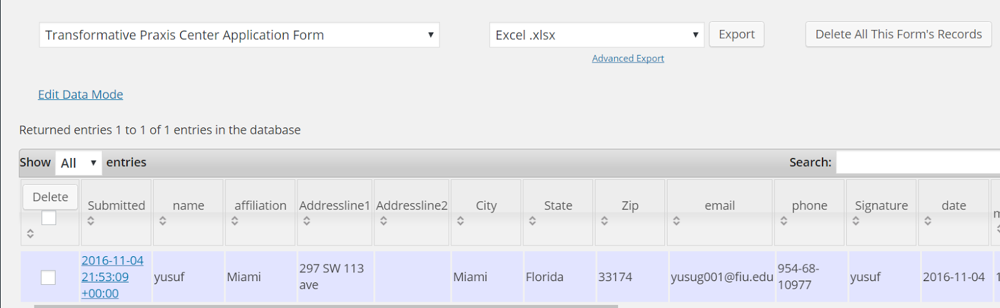 Transformative Praxis Center Application Form
Excel .xlsx
Export
Delete All This Form's Records
Advanced Export
Edit Data Mode
Returned entries 1 to 1 of 1 entries in the database
Show All entries
Search:
Delete
Submitted name affiliation Addressline1 Addressline2 City State Zip email phone Signature date
2016-11-04
21:53:09
+00:00
yusuf
Miami
297 SW 113
ave
Miami
Florida
33174
yusug001@fiu.edu
954-68-
10977
yusuf
2016-11-04